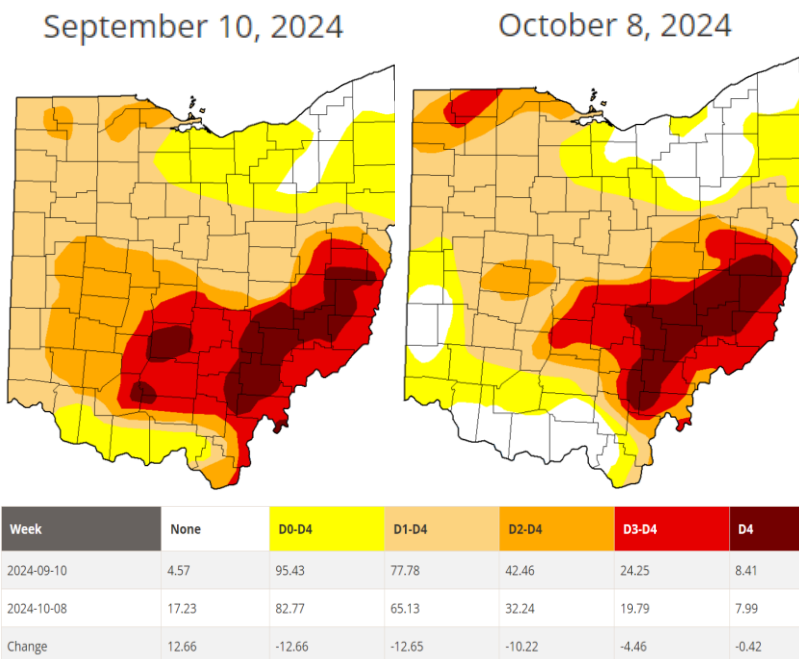 September 10, 2024
October 8, 2024
Week None D0-D4 D1-D4 D2-D4 D3-D4 D4
2024-09-10 4.57 95.43 77.78 42.46 24.25 8.41
2024-10-08 17.23 82.77 65.13 32.24 19.79 7.99
Change 12.66 -12.66 -12.65 -10.22 -4.46 -0.42